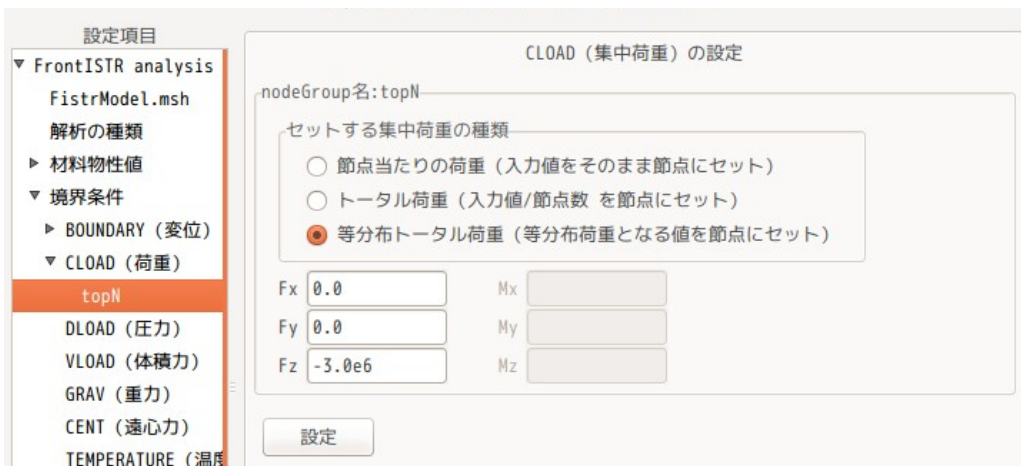 設定項目
FrontISTR analysis
FistrModel.msh
解析の種類
材料物性値
境界条件
BOUNDARY (変位)
CLOAD (荷重)
topN
DLOAD (圧力)
VLOAD (体積力)
GRAV (重力)
CENT (遠心力)
TEMPERATURE (温度
CLOAD (集中荷重) の設定
nodeGroup名:topN
セットする集中荷重の種類
節点当たりの荷重 (入力値をそのまま節点にセット)
トータル荷重 (入力値/節点数 を節点にセット)
等分布トータル荷重 (等分布荷重となる値を節点にセット)
Fx 0.0 Mx
Fy 0.0 My
Fz -3.0e6 Mz
設定